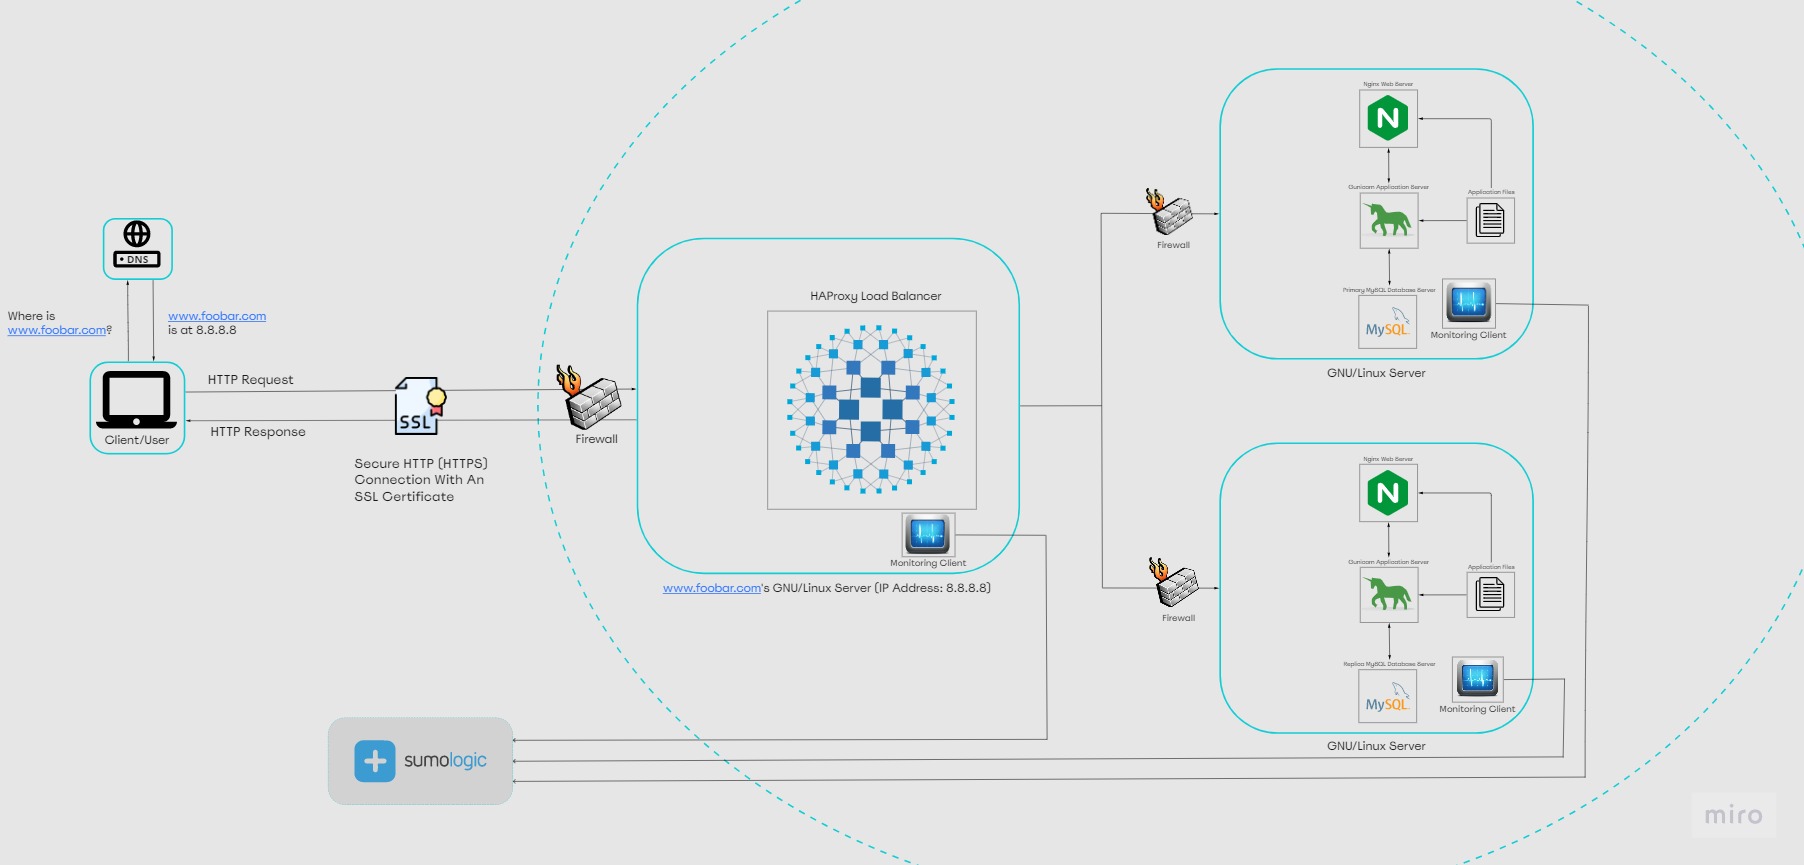 DNS
Where is
www.foobar.com?
www.foobar.com
is at 8.8.8.8
Client/User
HTTP Request
HTTP Response
SSL
Secure HTTP (HTTPS)
Connection With An
SSL Certificate
Firewall
HAProxy Load Balancer
Monitoring Client
www.foobar.com's GNU/Linux Server (IP Address: 8.8.8.8)
Firewall
Nginx Web Server
N
Gunicorn Application Server
Application Files
Primary MySQL Database Server
MySQL
Monitoring Client
GNU/Linux Server
Firewall
Nginx Web Server
N
Gunicorn Application Server
Application Files
Replica MySQL Database Server
MySQL
Monitoring Client
GNU/Linux Server
sumologic
miro